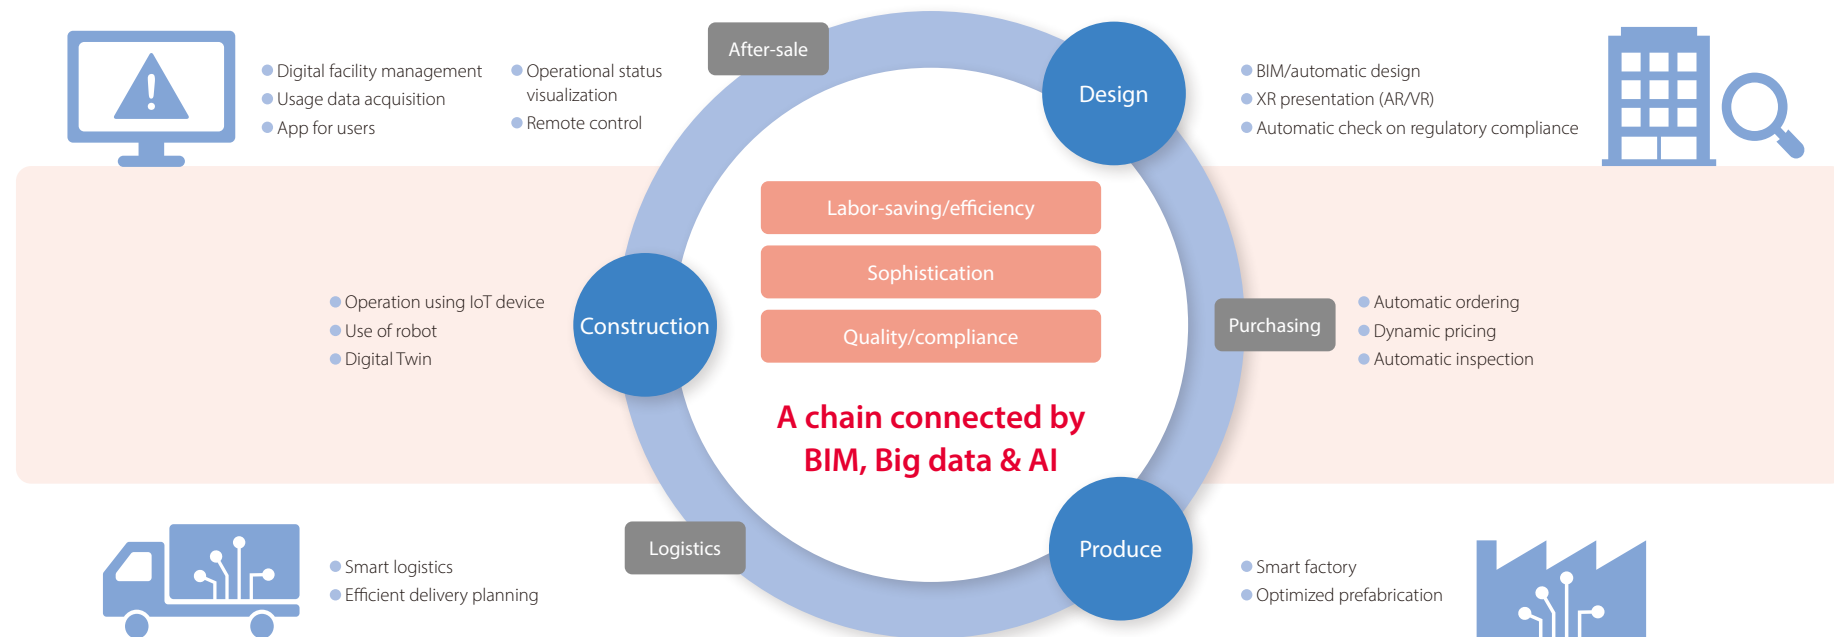 After-sale
Digital facility management
Usage data acquisition
App for users
Operational status
visualization
Remote control
Design
BIM/automatic design
XR presentation (AR/VR)
Automatic check on regulatory compliance
Labor-saving/efficiency
Sophistication
Quality/compliance
A chain connected by
BIM, Big data & AI
Construction
Operation using IoT device
Use of robot
Digital Twin
Purchasing
Automatic ordering
Dynamic pricing
Automatic inspection
Logistics
Smart logistics
Efficient delivery planning
Produce
Smart factory
Optimized prefabrication